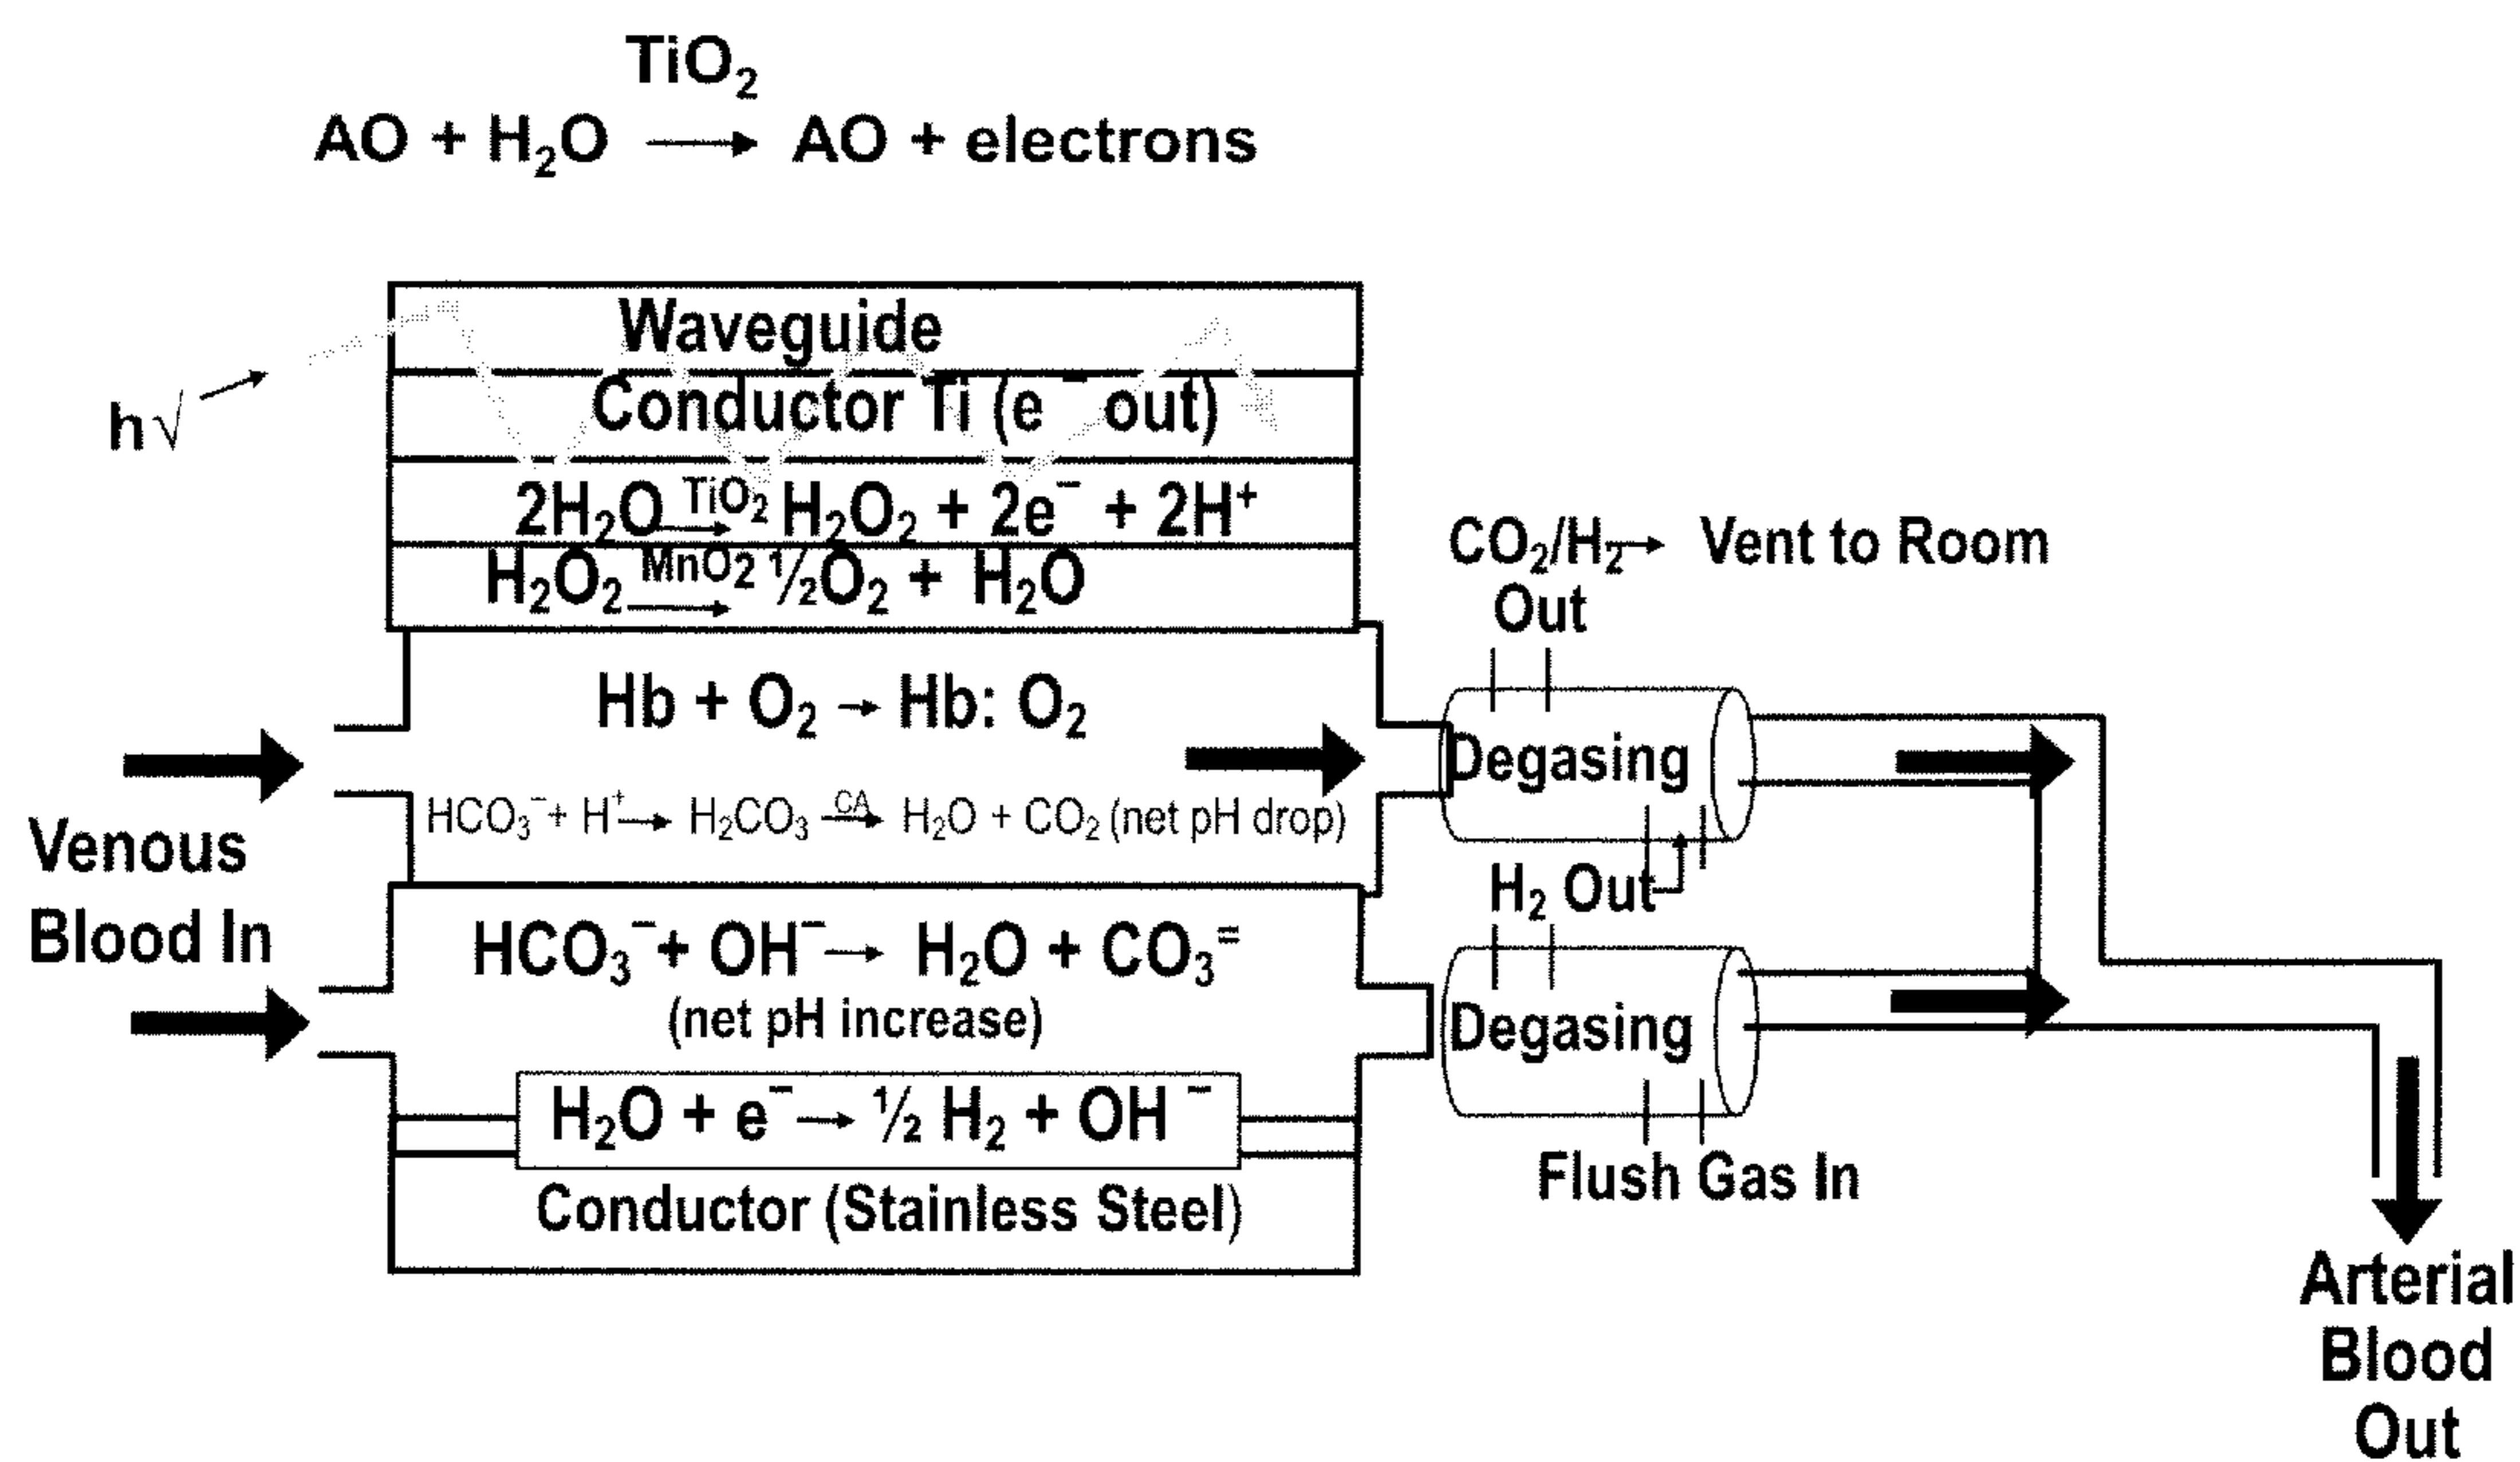 TiO₂
AO + H₂O → AO + electrons
Waveguide
h√
Conductor Ti (e⁻ out)
2H₂O TiO₂→ H₂O₂ + 2e⁻ + 2H⁺
H₂O₂ MnO2→ ½O₂ + H₂O
CO₂/H₂→ Vent to Room
Out
Hb + O₂ → Hb: O₂
Degasing
HCO₃⁻+ H⁺→ H₂CO₃ CA→ H₂O + CO₂ (net pH drop)
Venous
Blood In
H₂ Out
HCO₃⁻+ OH⁻→ H₂O + CO₃⁼
(net pH increase)
Degasing
H₂O + e⁻→ ½ H₂ + OH⁻
Flush Gas In
Conductor (Stainless Steel)
Arterial
Blood
Out